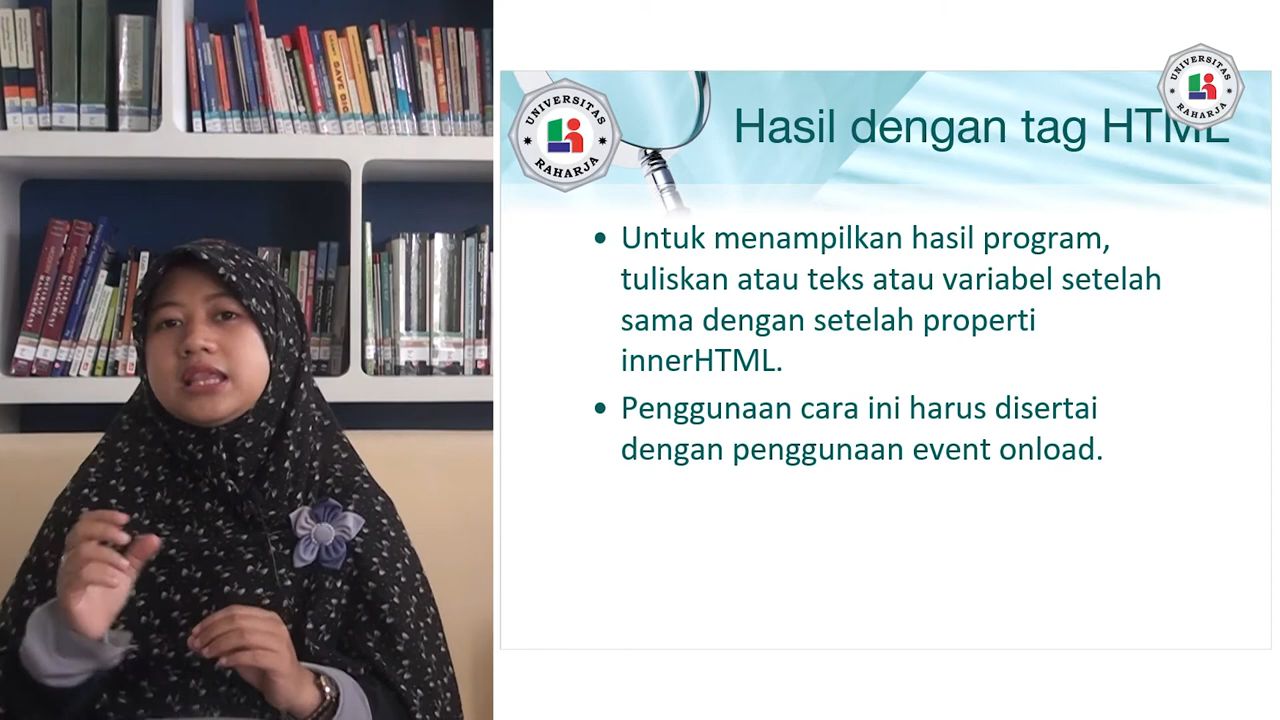 Hasil dengan tag HTML
UNIVERSITAS
RAHARJA
UNIVERSITAS
RAHARJA
• Untuk menampilkan hasil program,
tuliskan atau teks atau variabel setelah
sama dengan setelah properti
innerHTML.
• Penggunaan cara ini harus disertai
dengan penggunaan event onload.